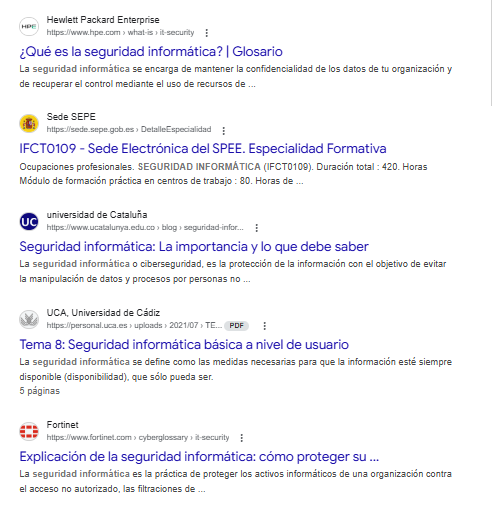 HPE
Hewlett Packard Enterprise
https://www.hpe.com › what-is › it-security
¿Qué es la seguridad informática? | Glosario
La seguridad informática se encarga de mantener la confidencialidad de los datos de tu organización y
de recuperar el control mediante el uso de recursos de ...
Sede SEPE
https://sede.sepe.gob.es › DetalleEspecialidad
IFCT0109 - Sede Electrónica del SPEE. Especialidad Formativa
Ocupaciones profesionales. SEGURIDAD INFORMÁTICA (IFCT0109). Duración total : 420. Horas
Módulo de formación práctica en centros de trabajo : 80. Horas de ...
UC
universidad de Cataluña
https://www.ucatalunya.edu.co › blog › seguridad-infor...
Seguridad informática: La importancia y lo que debe saber
La seguridad informática o ciberseguridad, es la protección de la información con el objetivo de evitar
la manipulación de datos y procesos por personas no ...
UCA, Universidad de Cádiz
https://personal.uca.es › uploads › 2021/07 › TE... PDF
Tema 8: Seguridad informática básica a nivel de usuario
La seguridad informática se define como las medidas necesarias para que la información esté siempre
disponible (disponibilidad), que sólo pueda ser.
5 páginas
Fortinet
https://www.fortinet.com › cyberglossary › it-security
Explicación de la seguridad informática: cómo proteger su ...
La seguridad informática es la práctica de proteger los activos informáticos de una organización contra
el acceso no autorizado, las filtraciones de ...